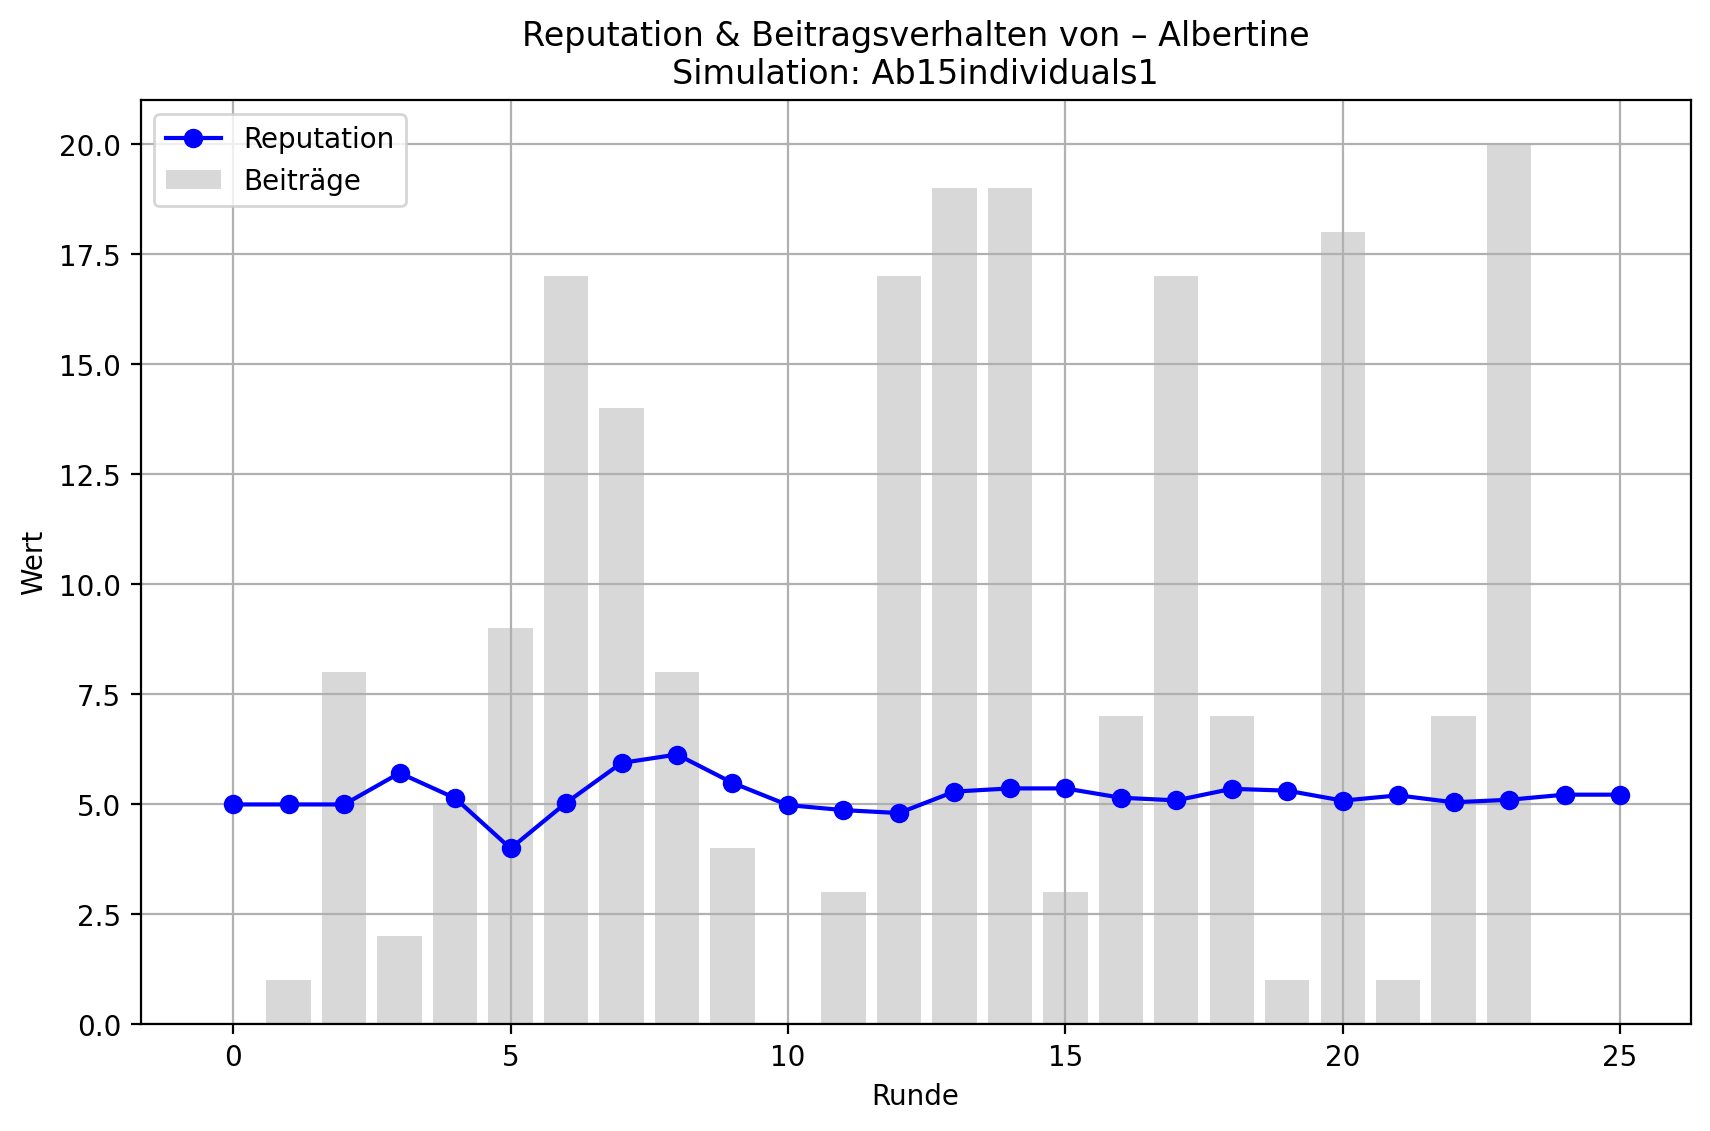 Reputation & Beitragsverhalten von – Albertine
Simulation: Ab15individuals1
Reputation
Beiträge
20.0
17.5
15.0
12.5
10.0
7.5
5.0
2.5
0.0
Wert
0 5 10 15 20 25
Runde